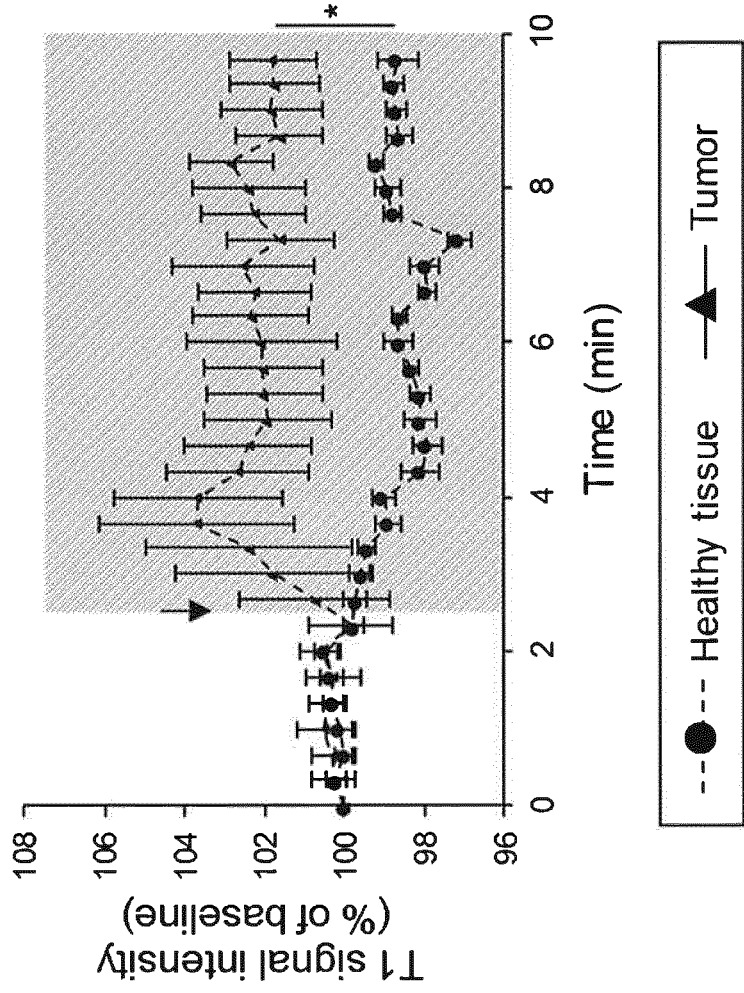 T1 signal intensity
(% of baseline)
108
106
104
102
100
98
96
*
0 2 4 6 8 10
Time (min)
Healthy tissue Tumor